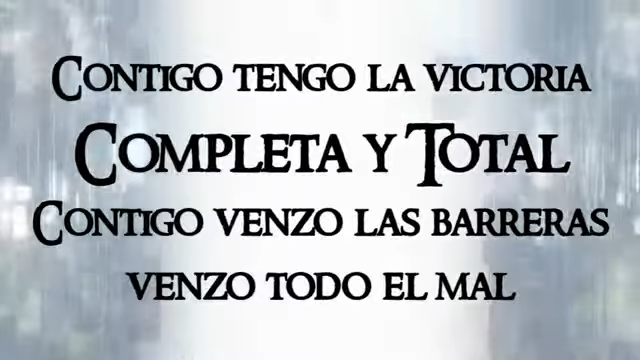 Contigo tengo la victoria
Completa y Total
Contigo venzo las barreras
venzo todo el mal